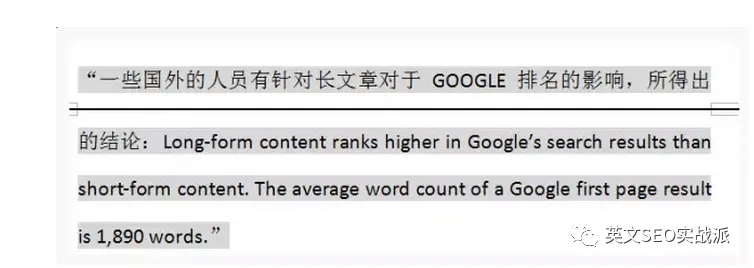 “一些国外的人员有针对长文章对于 GOOGLE 排名的影响，所得出
的结论：Long-form content ranks higher in Google’s search results than
short-form content. The average word count of a Google first page result
is 1,890 words.”
英文SEO实战派